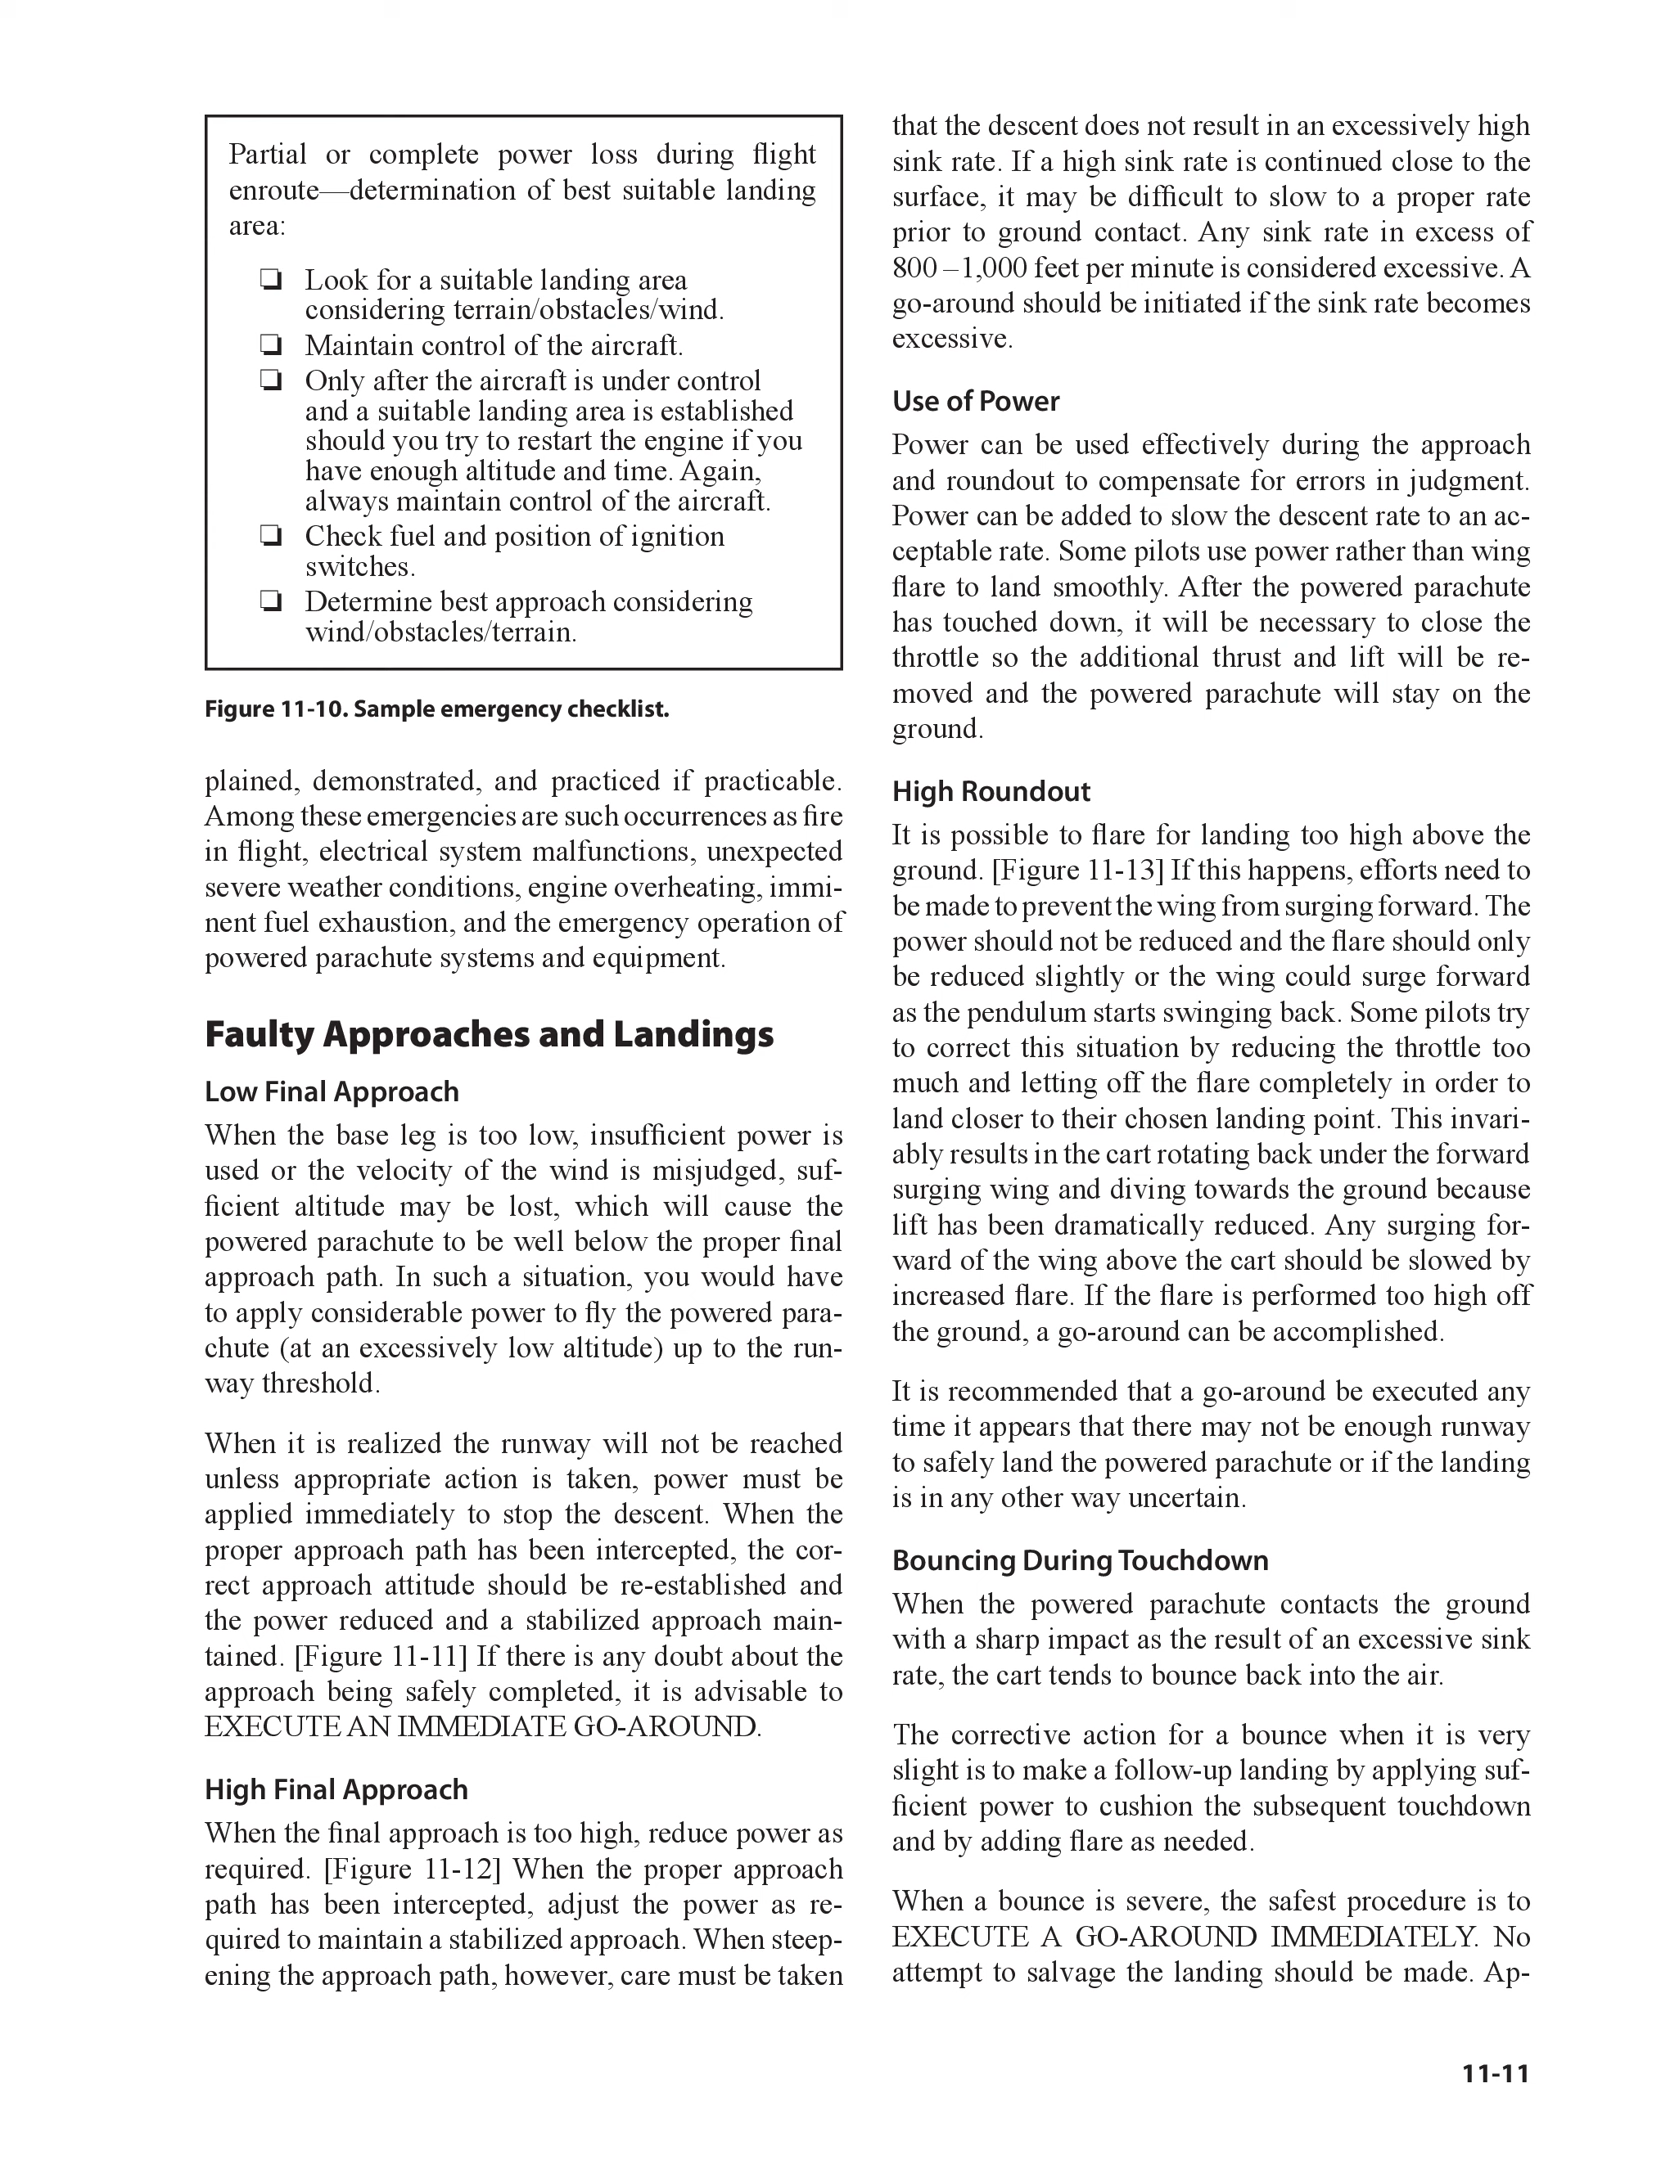 Partial or complete power loss during flight
enroute—determination of best suitable landing
area:
❏ Look for a suitable landing area
considering terrain/obstacles/wind.
❏ Maintain control of the aircraft.
❏ Only after the aircraft is under control
and a suitable landing area is established
should you try to restart the engine if you
have enough altitude and time. Again,
always maintain control of the aircraft.
❏ Check fuel and position of ignition
switches.
❏ Determine best approach considering
wind/obstacles/terrain.
Figure 11-10. Sample emergency checklist.
plained, demonstrated, and practiced if practicable.
Among these emergencies are such occurrences as fire
in flight, electrical system malfunctions, unexpected
severe weather conditions, engine overheating, immi-
nent fuel exhaustion, and the emergency operation of
powered parachute systems and equipment.
Faulty Approaches and Landings
Low Final Approach
When the base leg is too low, insufficient power is
used or the velocity of the wind is misjudged, suf-
ficient altitude may be lost, which will cause the
powered parachute to be well below the proper final
approach path. In such a situation, you would have
to apply considerable power to fly the powered para-
chute (at an excessively low altitude) up to the run-
way threshold.
When it is realized the runway will not be reached
unless appropriate action is taken, power must be
applied immediately to stop the descent. When the
proper approach path has been intercepted, the cor-
rect approach attitude should be re-established and
the power reduced and a stabilized approach main-
tained. [Figure 11-11] If there is any doubt about the
approach being safely completed, it is advisable to
EXECUTE AN IMMEDIATE GO-AROUND.
High Final Approach
When the final approach is too high, reduce power as
required. [Figure 11-12] When the proper approach
path has been intercepted, adjust the power as re-
quired to maintain a stabilized approach. When steep-
ening the approach path, however, care must be taken
that the descent does not result in an excessively high
sink rate. If a high sink rate is continued close to the
surface, it may be difficult to slow to a proper rate
prior to ground contact. Any sink rate in excess of
800 –1,000 feet per minute is considered excessive. A
go-around should be initiated if the sink rate becomes
excessive.
Use of Power
Power can be used effectively during the approach
and roundout to compensate for errors in judgment.
Power can be added to slow the descent rate to an ac-
ceptable rate. Some pilots use power rather than wing
flare to land smoothly. After the powered parachute
has touched down, it will be necessary to close the
throttle so the additional thrust and lift will be re-
moved and the powered parachute will stay on the
ground.
High Roundout
It is possible to flare for landing too high above the
ground. [Figure 11-13] If this happens, efforts need to
be made to prevent the wing from surging forward. The
power should not be reduced and the flare should only
be reduced slightly or the wing could surge forward
as the pendulum starts swinging back. Some pilots try
to correct this situation by reducing the throttle too
much and letting off the flare completely in order to
land closer to their chosen landing point. This invari-
ably results in the cart rotating back under the forward
surging wing and diving towards the ground because
lift has been dramatically reduced. Any surging for-
ward of the wing above the cart should be slowed by
increased flare. If the flare is performed too high off
the ground, a go-around can be accomplished.
It is recommended that a go-around be executed any
time it appears that there may not be enough runway
to safely land the powered parachute or if the landing
is in any other way uncertain.
Bouncing During Touchdown
When the powered parachute contacts the ground
with a sharp impact as the result of an excessive sink
rate, the cart tends to bounce back into the air.
The corrective action for a bounce when it is very
slight is to make a follow-up landing by applying suf-
ficient power to cushion the subsequent touchdown
and by adding flare as needed.
When a bounce is severe, the safest procedure is to
EXECUTE A GO-AROUND IMMEDIATELY. No
attempt to salvage the landing should be made. Ap-
11-11